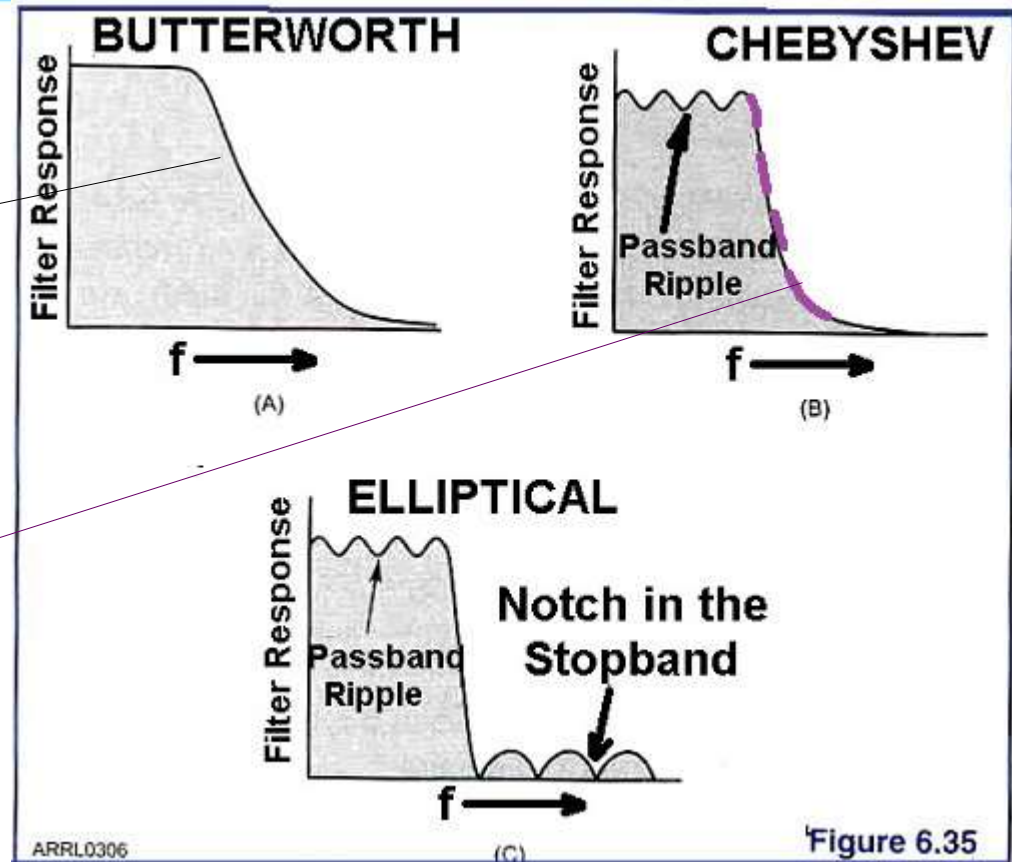 BUTTERWORTH
Filter Response
f
(A)
CHEBYSHEV
Filter Response
Passband
Ripple
f
(B)
ELLIPTICAL
Filter Response
Passband
Ripple
Notch in the
Stopband
f
(C)
ARRL0306
Figure 6.35